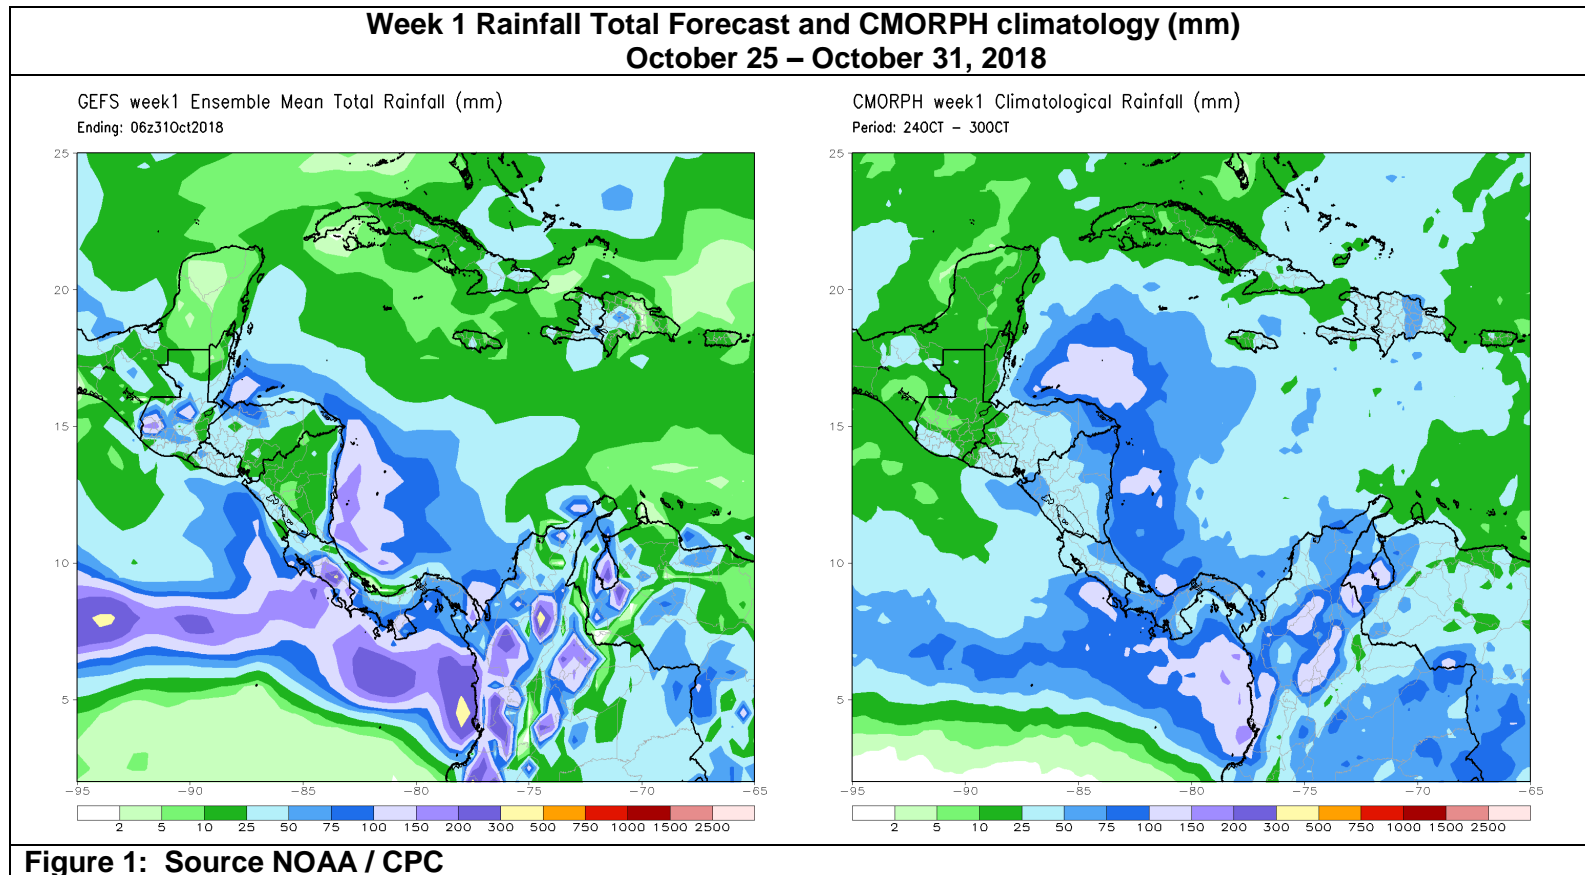 Week 1 Rainfall Total Forecast and CMORPH climatology (mm)
October 25 – October 31, 2018
GEFS week1 Ensemble Mean Total Rainfall (mm)
Ending: 06z31Oct2018
CMORPH week1 Climatological Rainfall (mm)
Period: 24OCT – 30OCT
25
20
15
10
5
-95 -90 -85 -80 -75 -70 -65
2 5 10 25 50 75 100 150 200 300 500 750 1000 1500 2500
25
20
15
10
5
-95 -90 -85 -80 -75 -70 -65
2 5 10 25 50 75 100 150 200 300 500 750 1000 1500 2500
Figure 1: Source NOAA / CPC